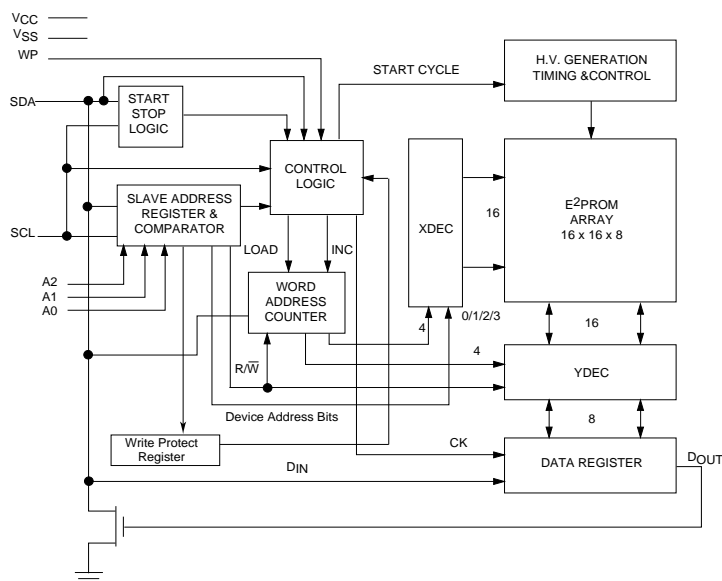 VCC
VSS
WP
SDA
START
STOP
LOGIC
START CYCLE
H.V. GENERATION
TIMING &CONTROL
CONTROL
LOGIC
SLAVE ADDRESS
REGISTER &
COMPARATOR
SCL
XDEC
16
E2PROM
ARRAY
16 x 16 x 8
A2
A1
A0
LOAD
INC
WORD
ADDRESS
COUNTER
4
0/1/2/3
16
R/W̅
4
YDEC
Device Address Bits
8
Write Protect
Register
CK
DIN
DATA REGISTER
DOUT